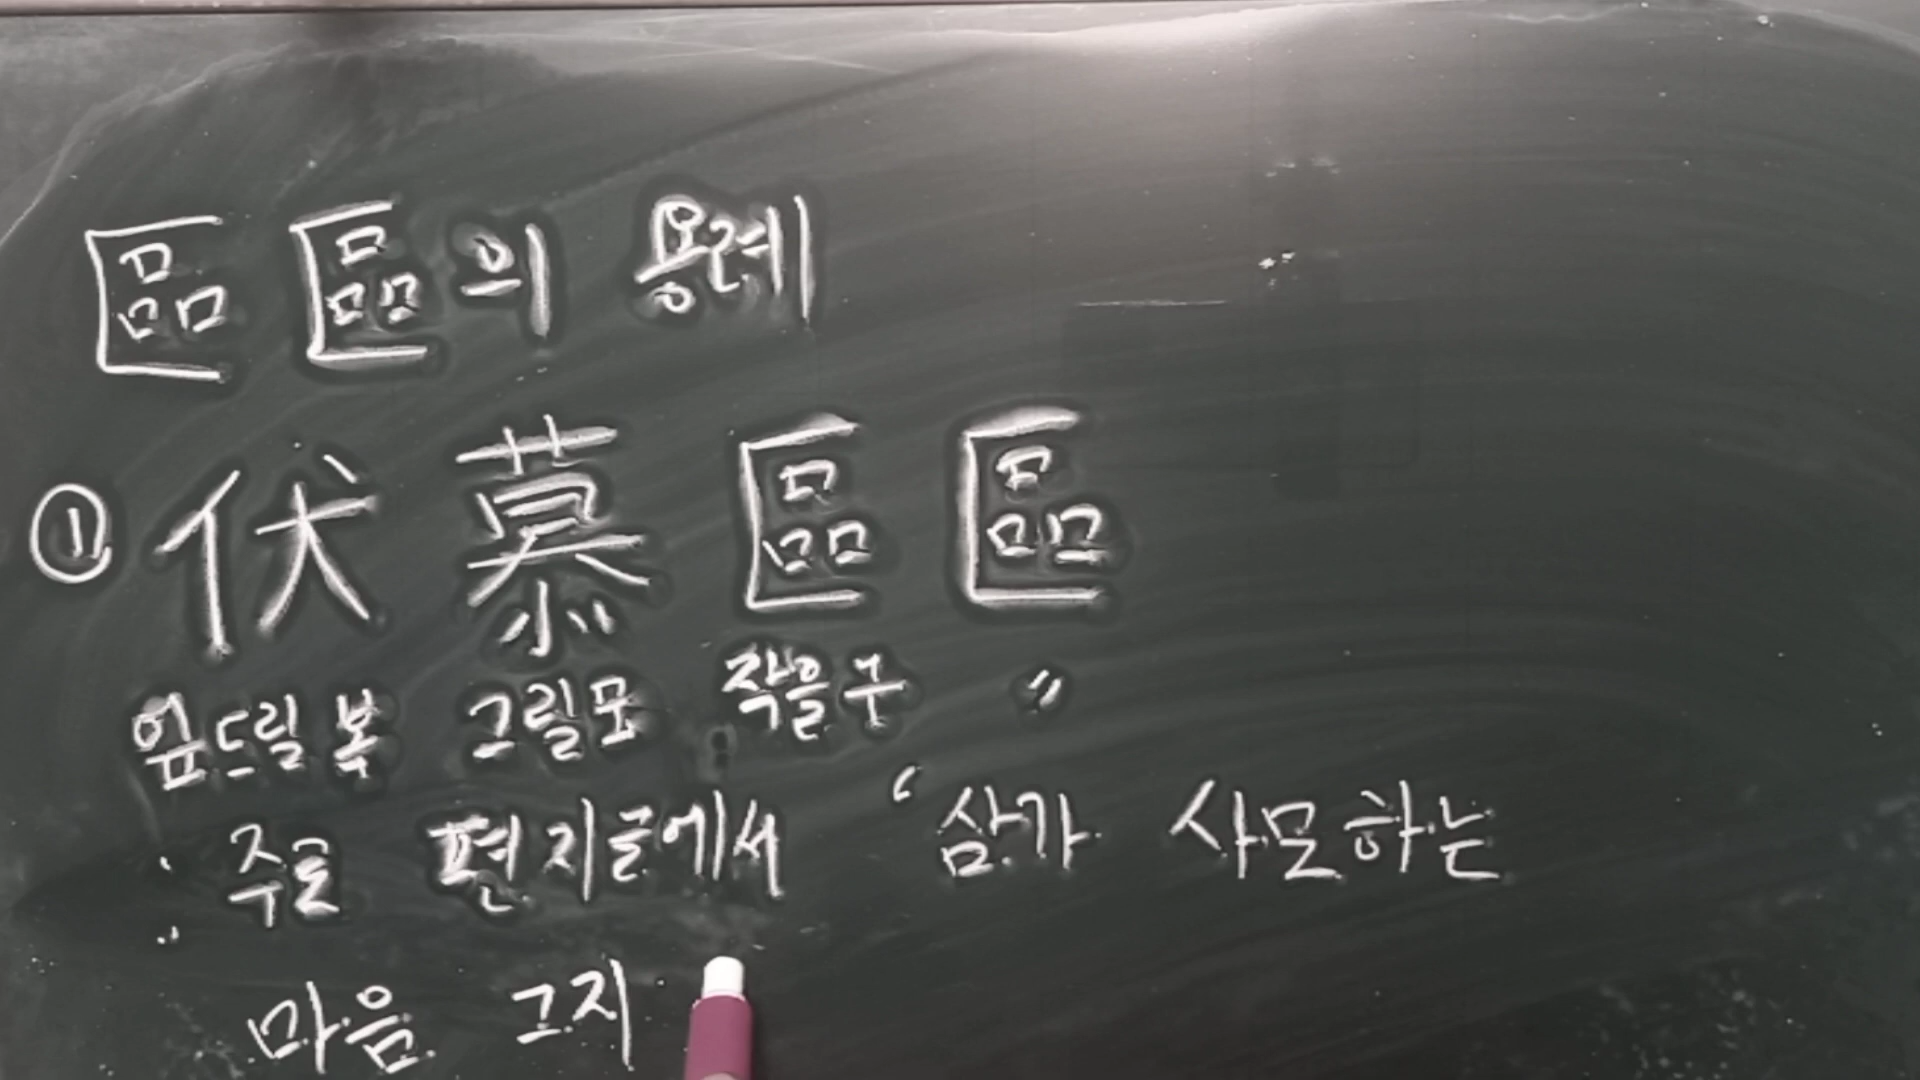 區區의 용례
① 伏慕區區
엎드릴 복 그릴 모 작을 구 〃
: 주로 편지글에서 ‘삼가 사모하는
마음 그지